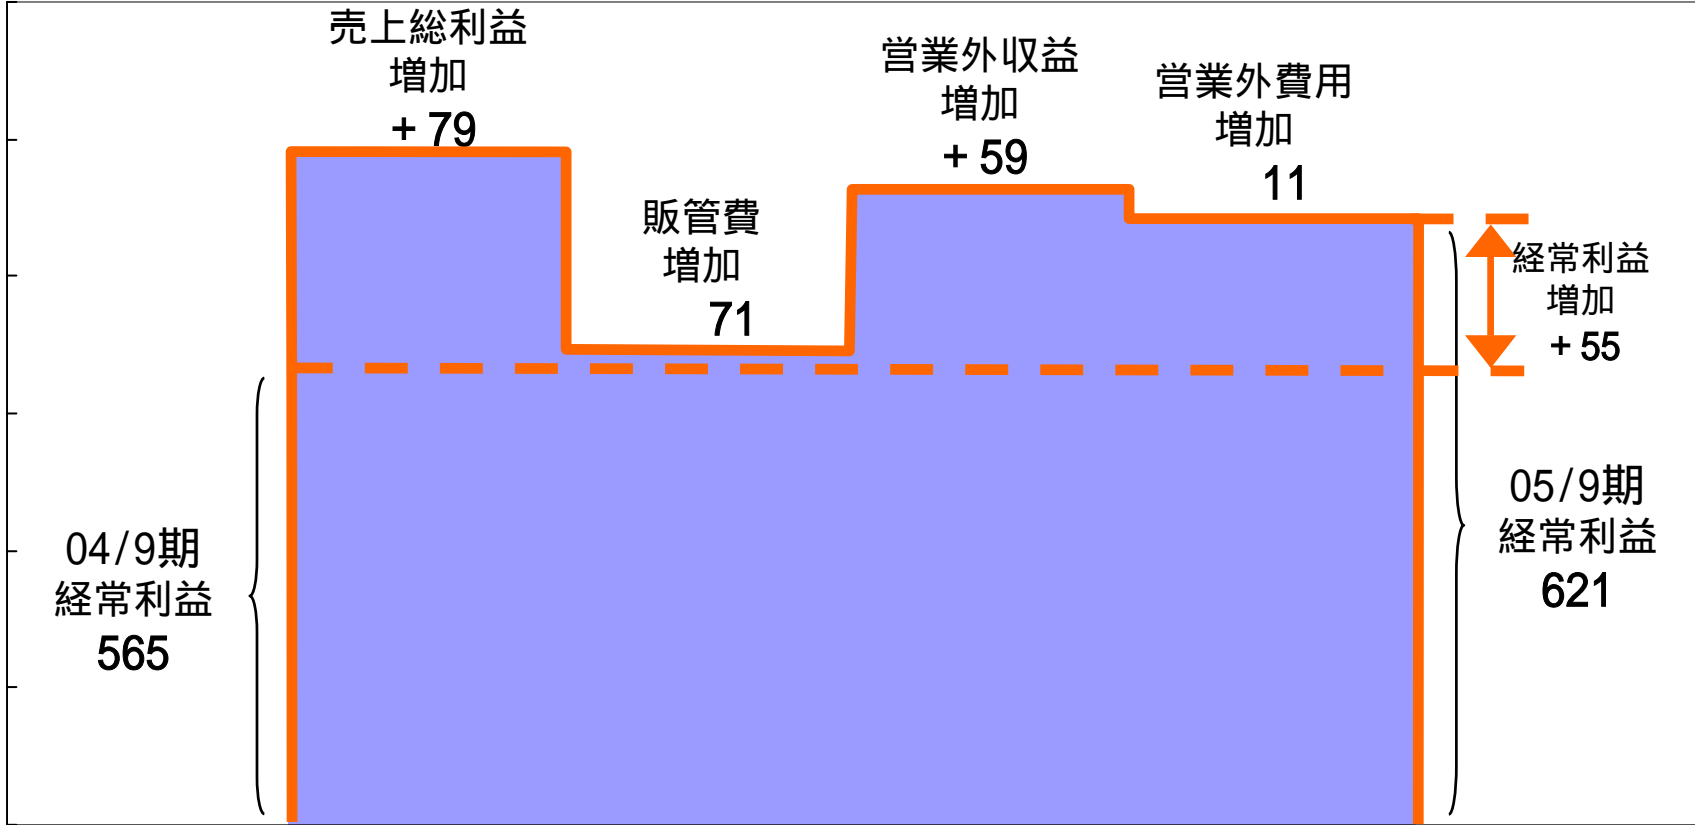 売上総利益
増加
+ 79
販管費
増加
71
営業外収益
増加
+ 59
営業外費用
増加
11
経常利益
増加
+ 55
04/9期
経常利益
565
05/9期
経常利益
621